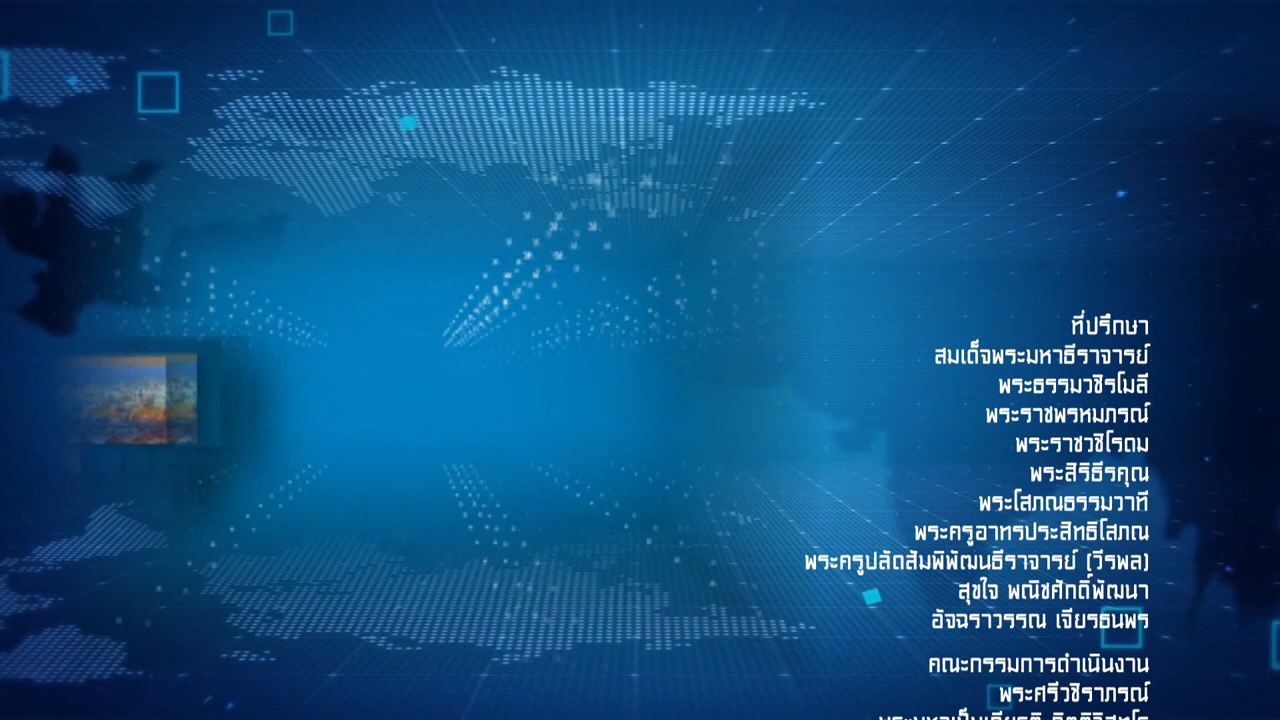 ที่ปรึกษา
สมเด็จพระมหาธีราจารย์
พระธรรมวชิรโมลี
พระราชพรหมภรณ์
พระราชวชิโรดม
พระสิริธีรคุณ
พระโสภณธรรมวาที
พระครูอาทรประสิทธิโสภณ
พระครูปลัดสัมพิพัฒนธีราจารย์ (วีรพล)
สุขใจ พณิชศักดิ์พัฒนา
อัจฉราวรรณ เจียรธนพร
คณะกรรมการดำเนินงาน
พระศรีวชิราภรณ์